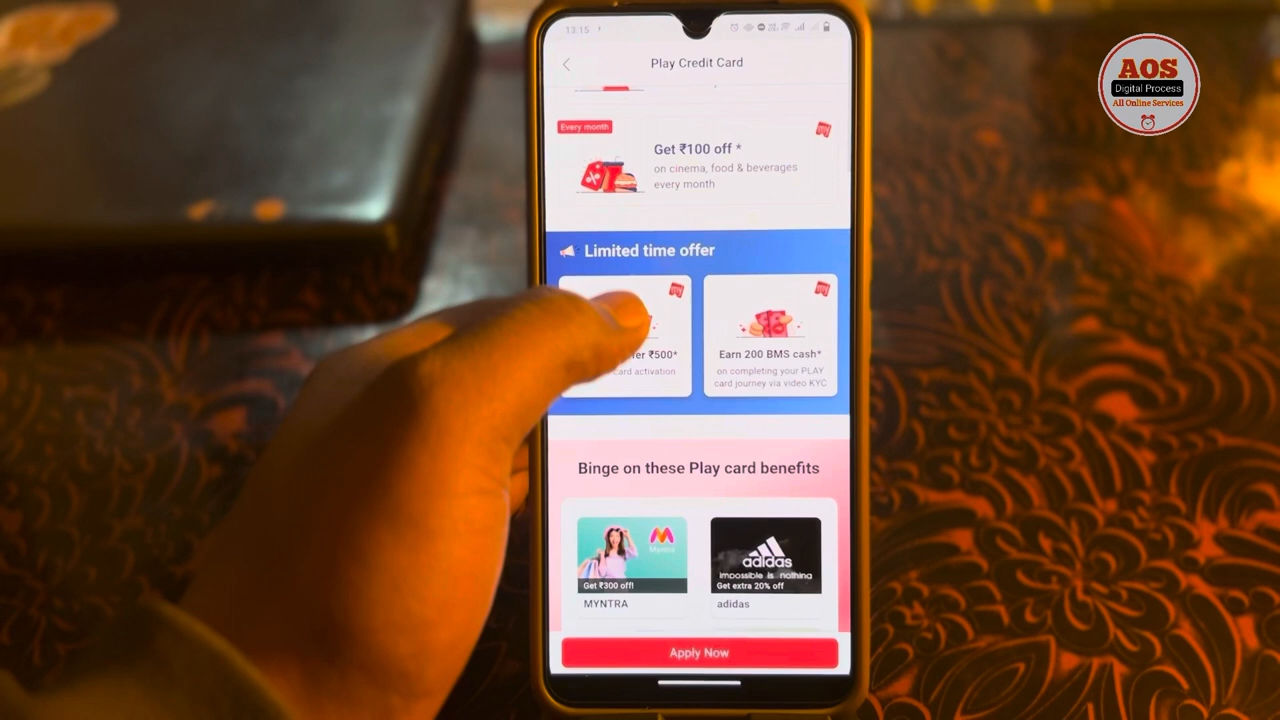 13.15
Play Credit Card
Every month
Get ₹100 off *
on cinema, food & beverages
every month
Limited time offer
₹500*
card activation
Earn 200 BMS cash*
on completing your PLAY
card journey via video KYC
Binge on these Play card benefits
Myntra
Get ₹300 off!
MYNTRA
adidas
impossible is nothing
Get extra 20% off
adidas
Apply Now
AOS
Digital Process
All Online Services